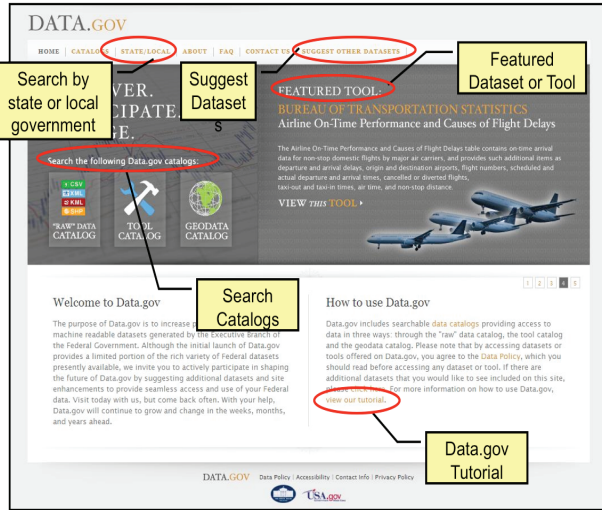 DATA.GOV
HOME | CATALOGS | STATE/LOCAL | ABOUT | FAQ | CONTACT US | SUGGEST OTHER DATASETS
Search by
state or local
government
Suggest
Dataset
s
Featured
Dataset or Tool
VER.
CIPATE.
GE.
Search the following Data.gov catalogs:
CSV
XML
KML
SHP
"RAW" DATA
CATALOG
TOOL
CATALOG
GEODATA
CATALOG
FEATURED TOOL:
BUREAU OF TRANSPORTATION STATISTICS
Airline On-Time Performance and Causes of Flight Delays
The Airline On-Time Performance and Causes of Flight Delays table contains on-time arrival
data for non-stop domestic flights by major air carriers, and provides such additional items as
departure and arrival delays, origin and destination airports, flight numbers, scheduled and
actual departure and arrival times, cancelled or diverted flights,
taxi-out and taxi-in times, air time, and non-stop distance.
VIEW THIS TOOL
1 2 3 4 5
Search
Catalogs
Welcome to Data.gov
The purpose of Data.gov is to increase p
machine readable datasets generated by the Executive Branch of
the Federal Government. Although the initial launch of Data.gov
provides a limited portion of the rich variety of Federal datasets
presently available, we invite you to actively participate in shaping
the future of Data.gov by suggesting additional datasets and site
enhancements to provide seamless access and use of your Federal
data. Visit today with us, but come back often. With your help,
Data.gov will continue to grow and change in the weeks, months,
and years ahead.
How to use Data.gov
Data.gov includes searchable data catalogs providing access to
data in three ways: through the "raw" data catalog, the tool catalog
and the geodata catalog. Please note that by accessing datasets or
tools offered on Data.gov, you agree to the Data Policy, which you
should read before accessing any dataset or tool. If there are
additional datasets that you would like to see included on this site,
please click here. For more information on how to use Data.gov,
view our tutorial.
Data.gov
Tutorial
DATA.GOV Data Policy | Accessibility | Contact Info | Privacy Policy
USA.gov